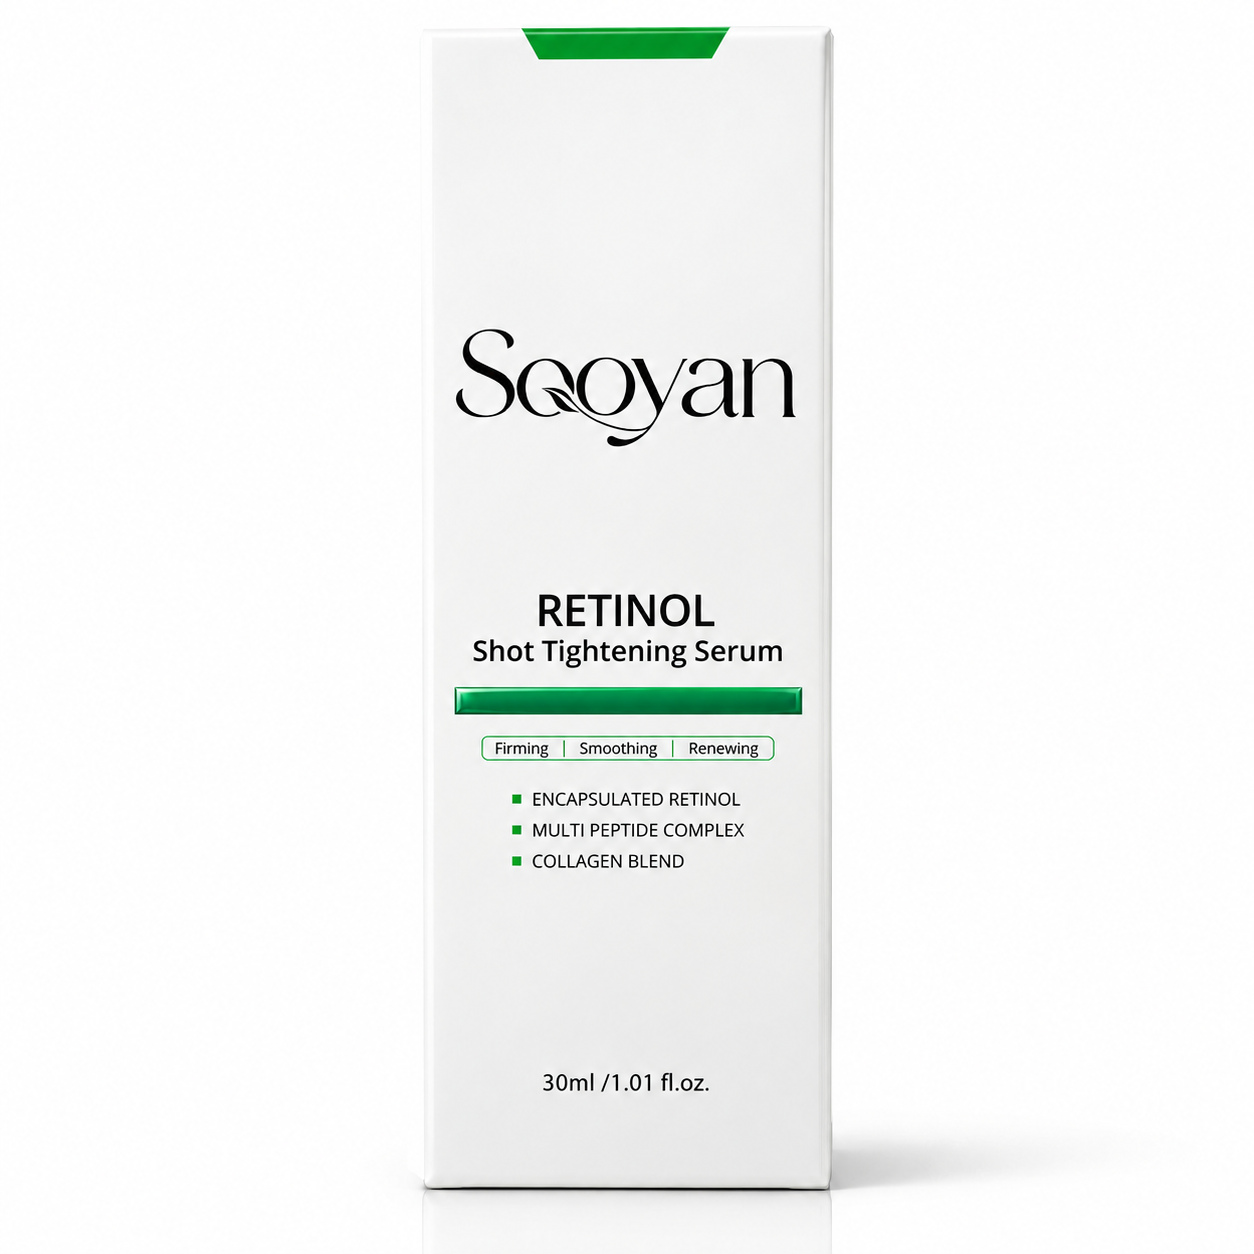 Seoyan
RETINOL
Shot Tightening Serum
Firming | Smoothing | Renewing
ENCAPSULATED RETINOL
MULTI PEPTIDE COMPLEX
COLLAGEN BLEND
30ml /1.01 fl.oz.